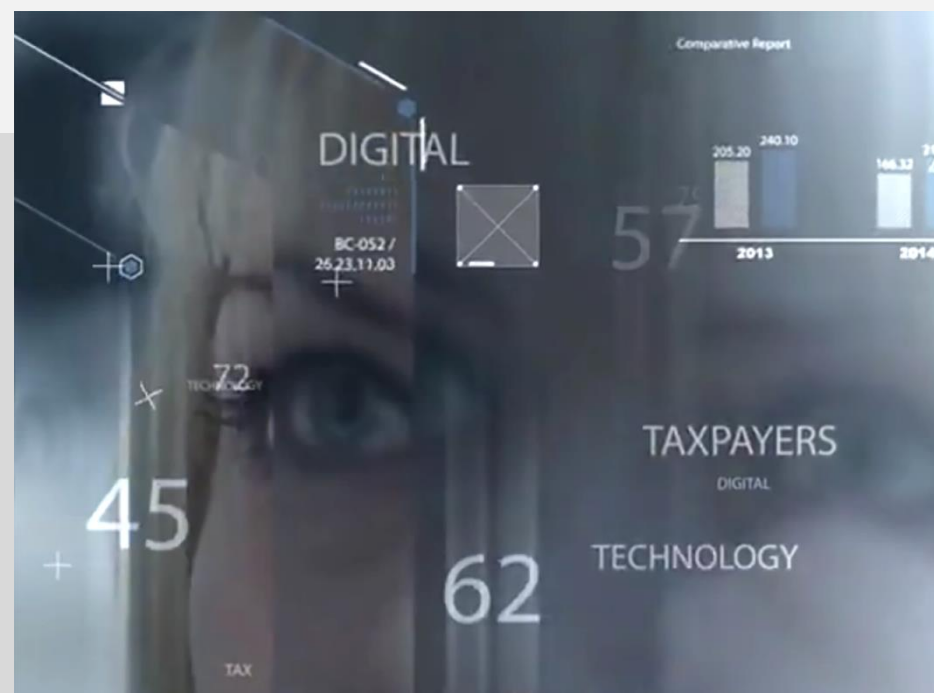 Comparative Report
DIGITAL
205.20
240.10
166.32
57
BC-052 /
26.23.11.03
2013
2014
72
TECHNOLOGY
TAXPAYERS
DIGITAL
45
TECHNOLOGY
62
TAX